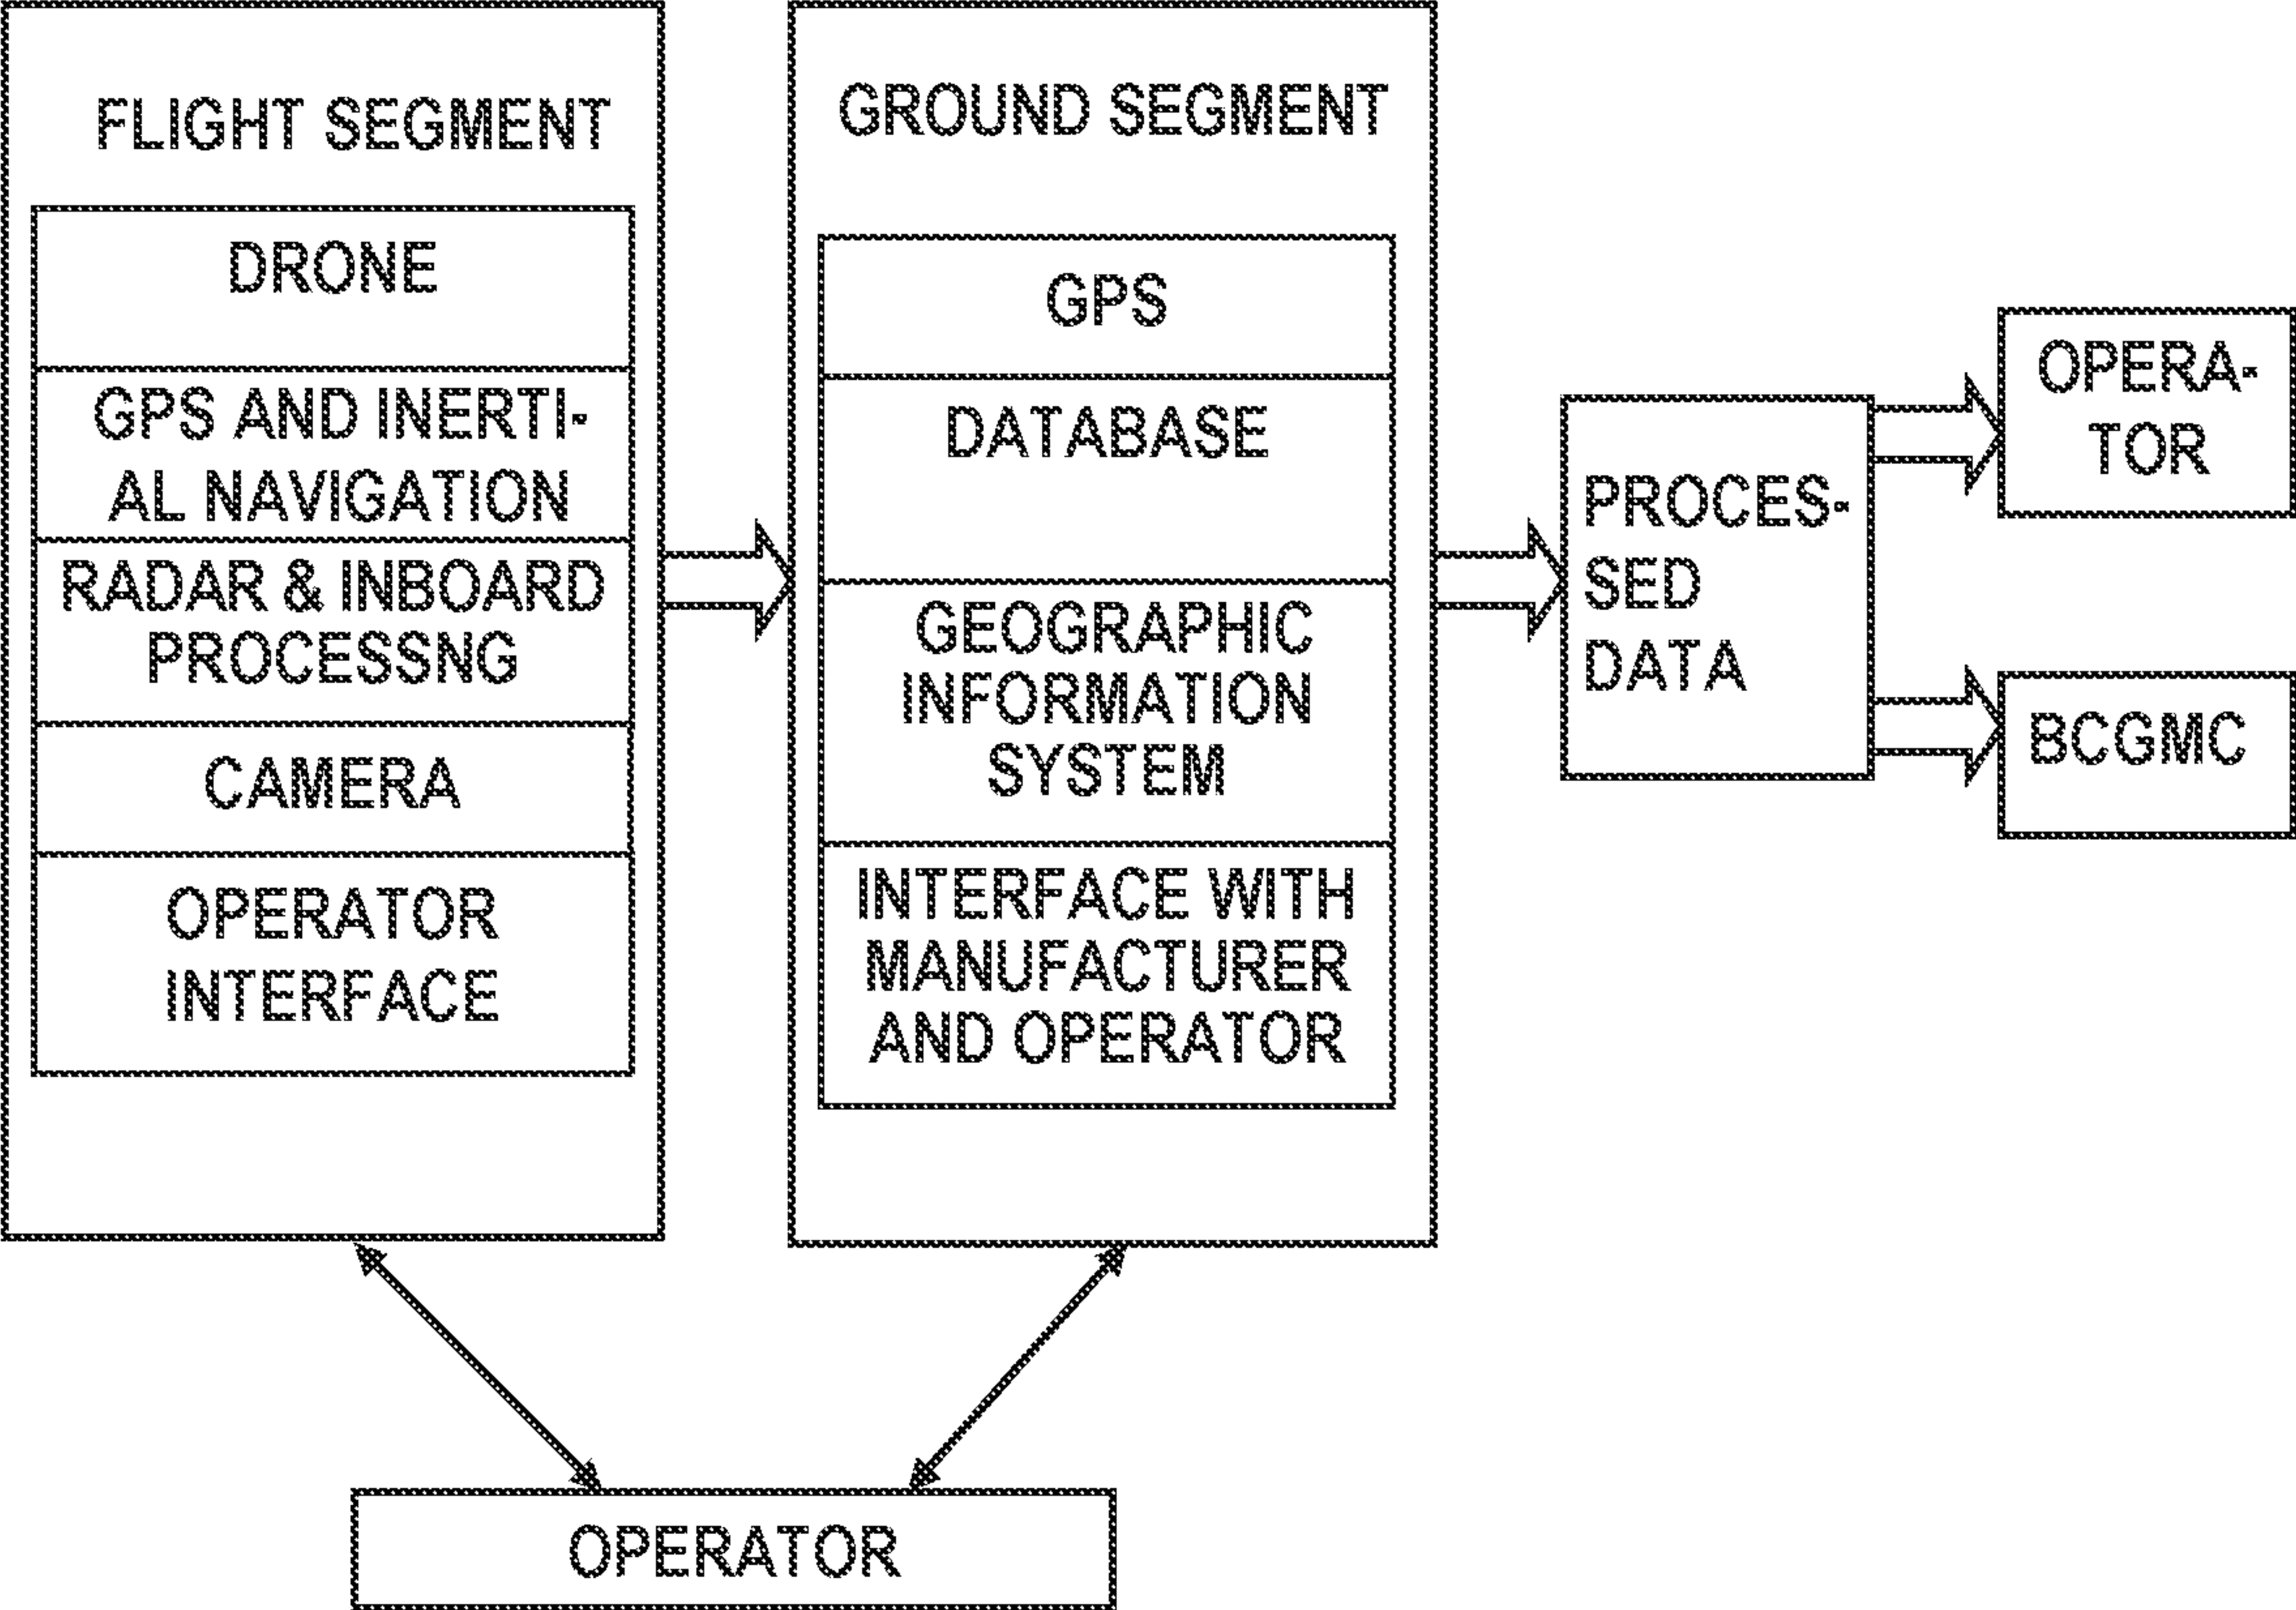 FLIGHT SEGMENT
DRONE
GPS AND INERTI-
AL NAVIGATION
RADAR & INBOARD
PROCESSNG
CAMERA
OPERATOR
INTERFACE
GROUND SEGMENT
GPS
DATABASE
GEOGRAPHIC
INFORMATION
SYSTEM
INTERFACE WITH
MANUFACTURER
AND OPERATOR
PROCES-
SED
DATA
OPERA-
TOR
BCGMC
OPERATOR